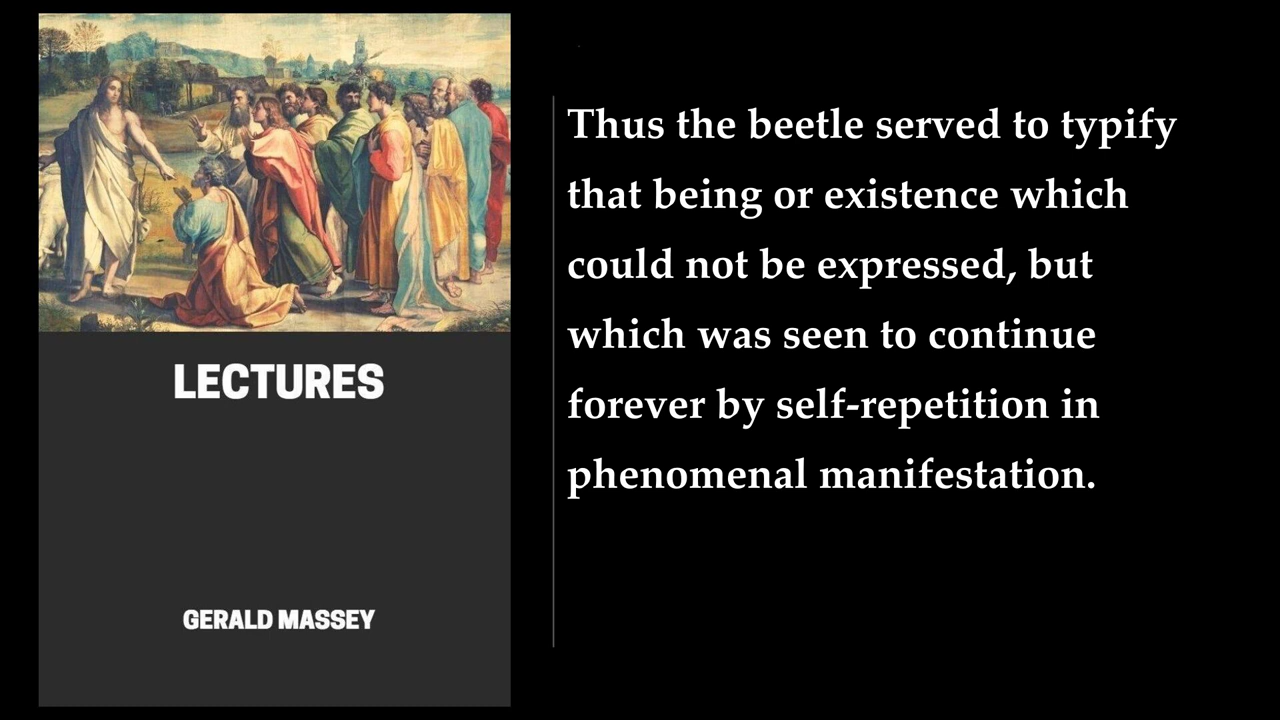 LECTURES
GERALD MASSEY
Thus the beetle served to typify
that being or existence which
could not be expressed, but
which was seen to continue
forever by self-repetition in
phenomenal manifestation.